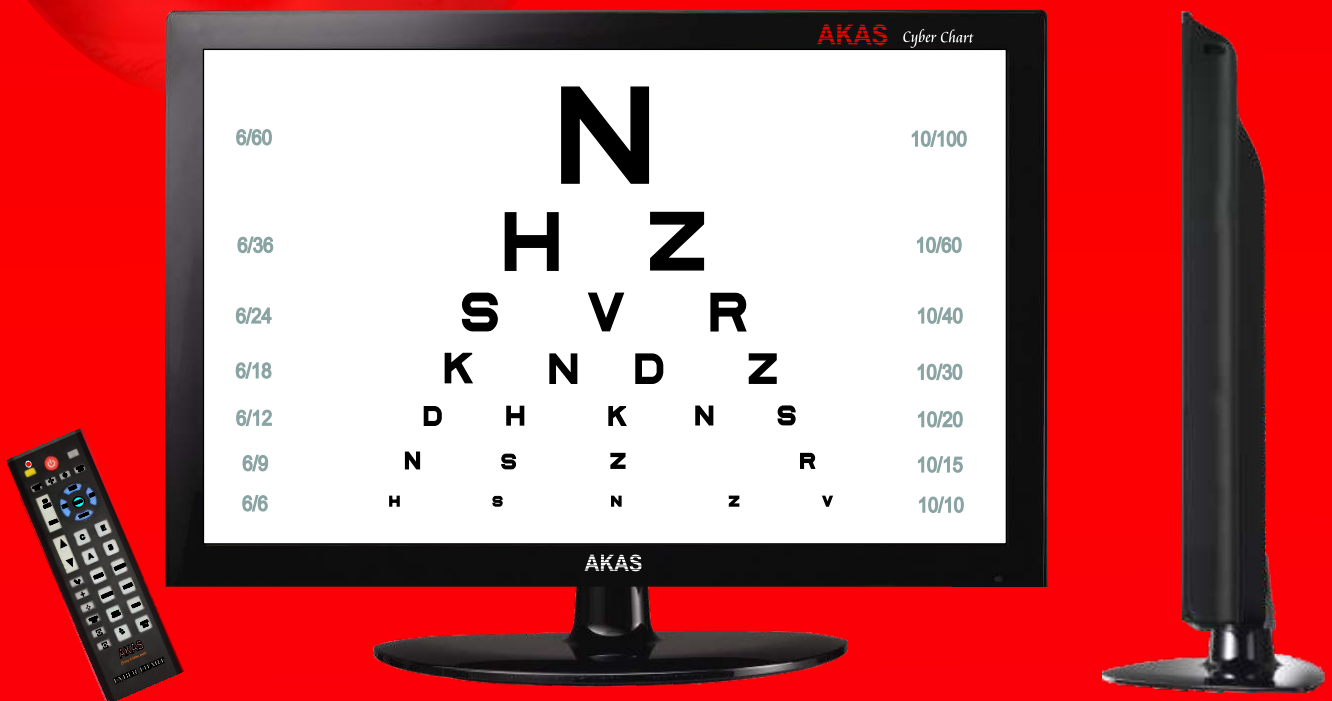 AKAS Cyber Chart
6/60 N 10/100
6/36 H Z 10/60
6/24 S V R 10/40
6/18 K N D Z 10/30
6/12 D H K N S 10/20
6/9 N S Z R 10/15
6/6 H S N Z V 10/10
AKAS
AKAS